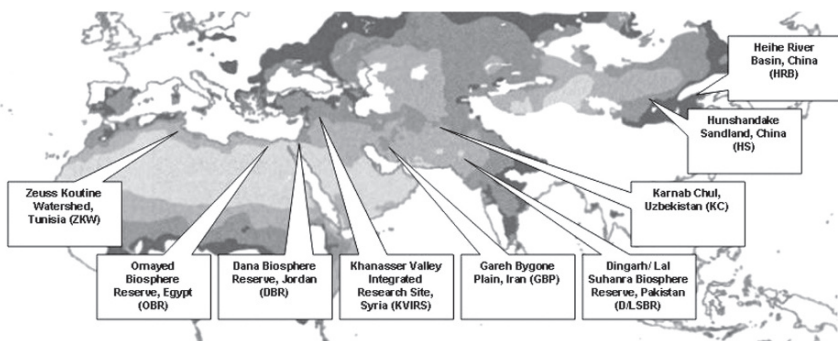 Heihe River
Basin, China
(HRB)
Hunshandake
Sandland, China
(HS)
Zeuss Koutine
Watershed,
Tunisia (ZKW)
Karnab Chul,
Uzbekistan (KC)
Omayed
Biosphere
Reserve, Egypt
(OBR)
Dana Biosphere
Reserve, Jordan
(DBR)
Khanasser Valley
Integrated
Research Site,
Syria (KVIRS)
Gareh Bygone
Plain, Iran (GBP)
Dingarh/ Lal
Suhanra Biosphere
Reserve, Pakistan
(D/LSBR)